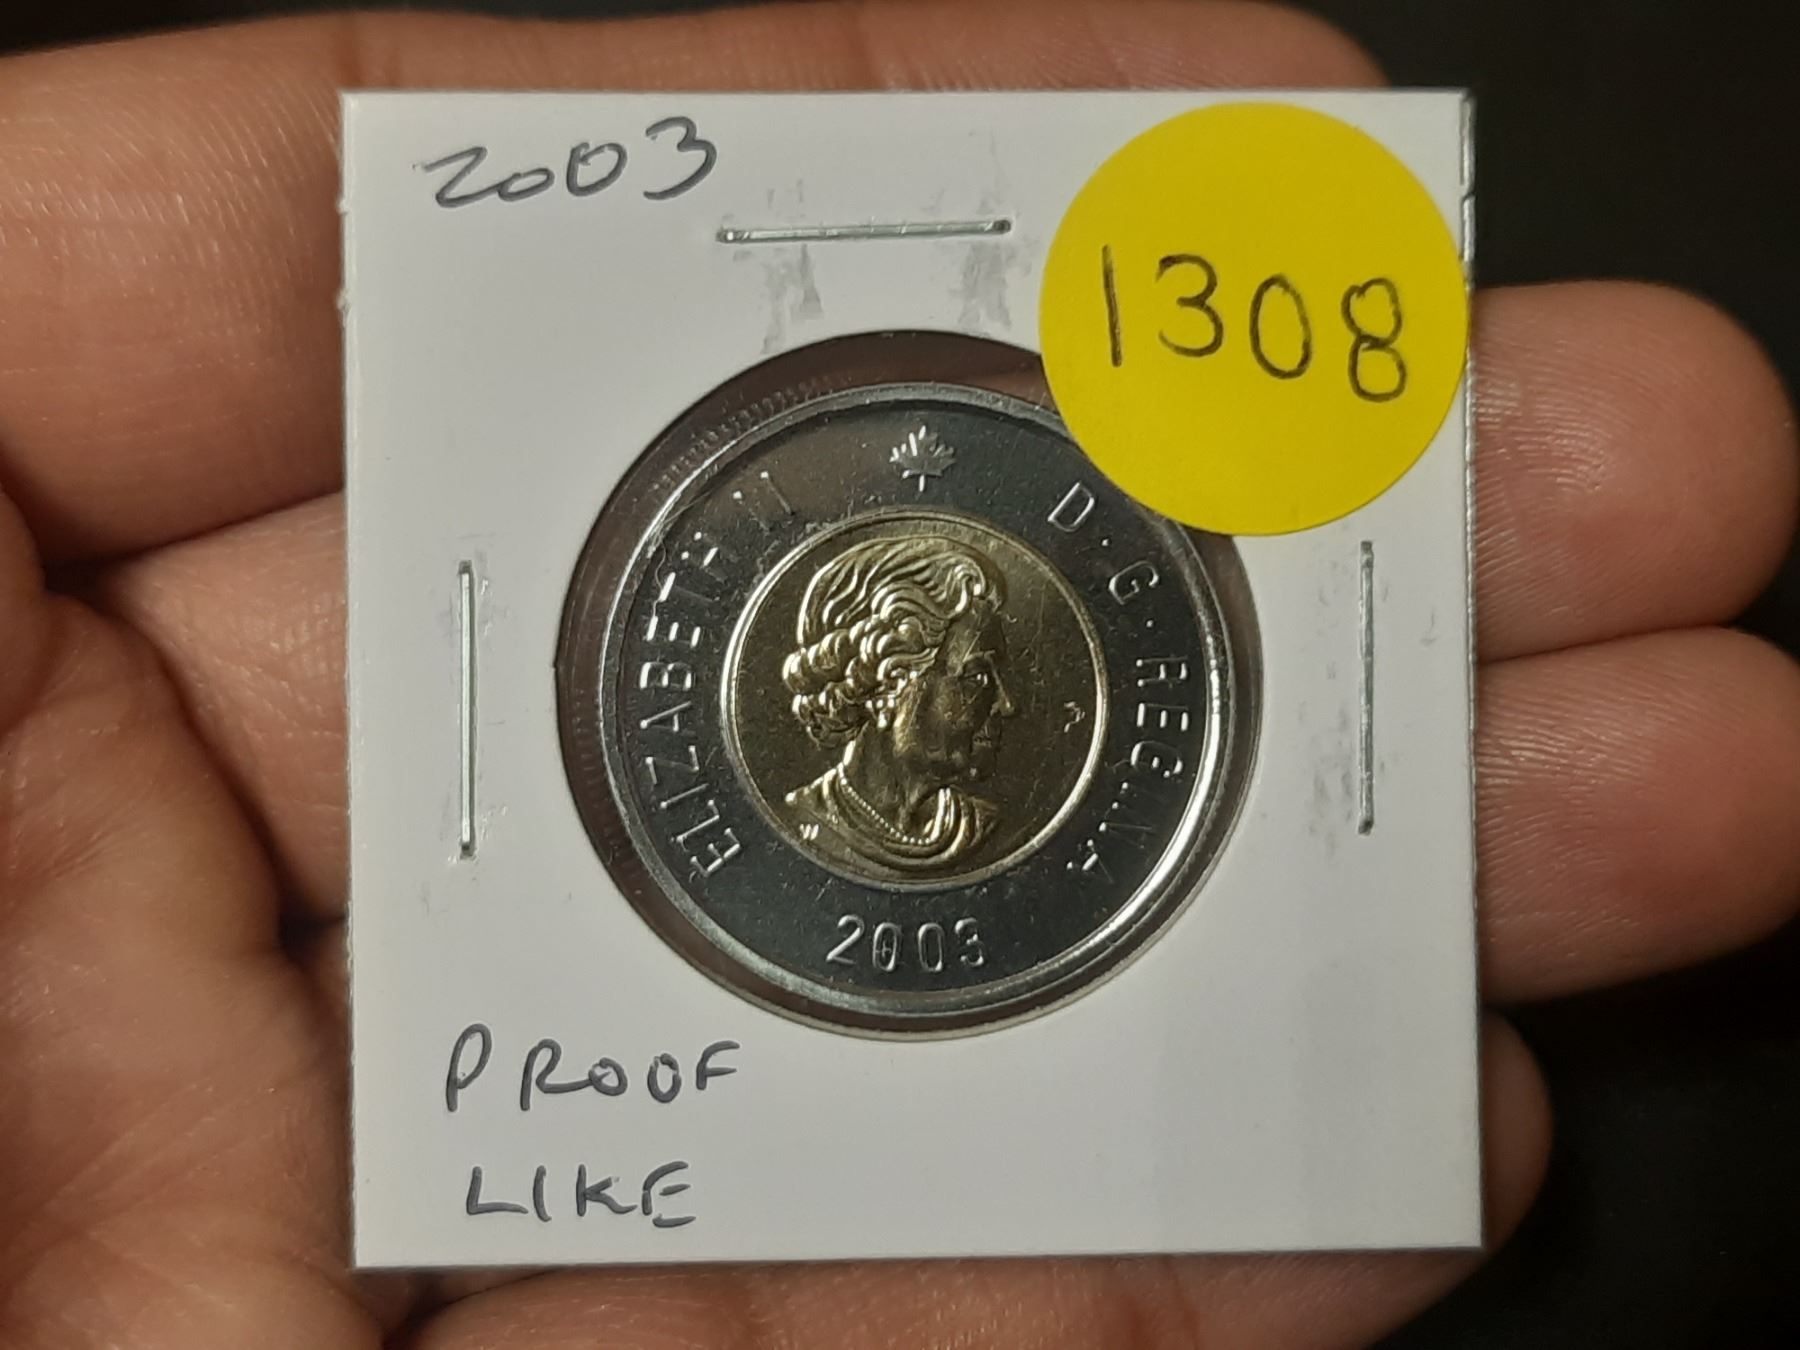 2003
1308
ELIZABETH II D · G · REGINA
W
2003
PROOF
LIKE